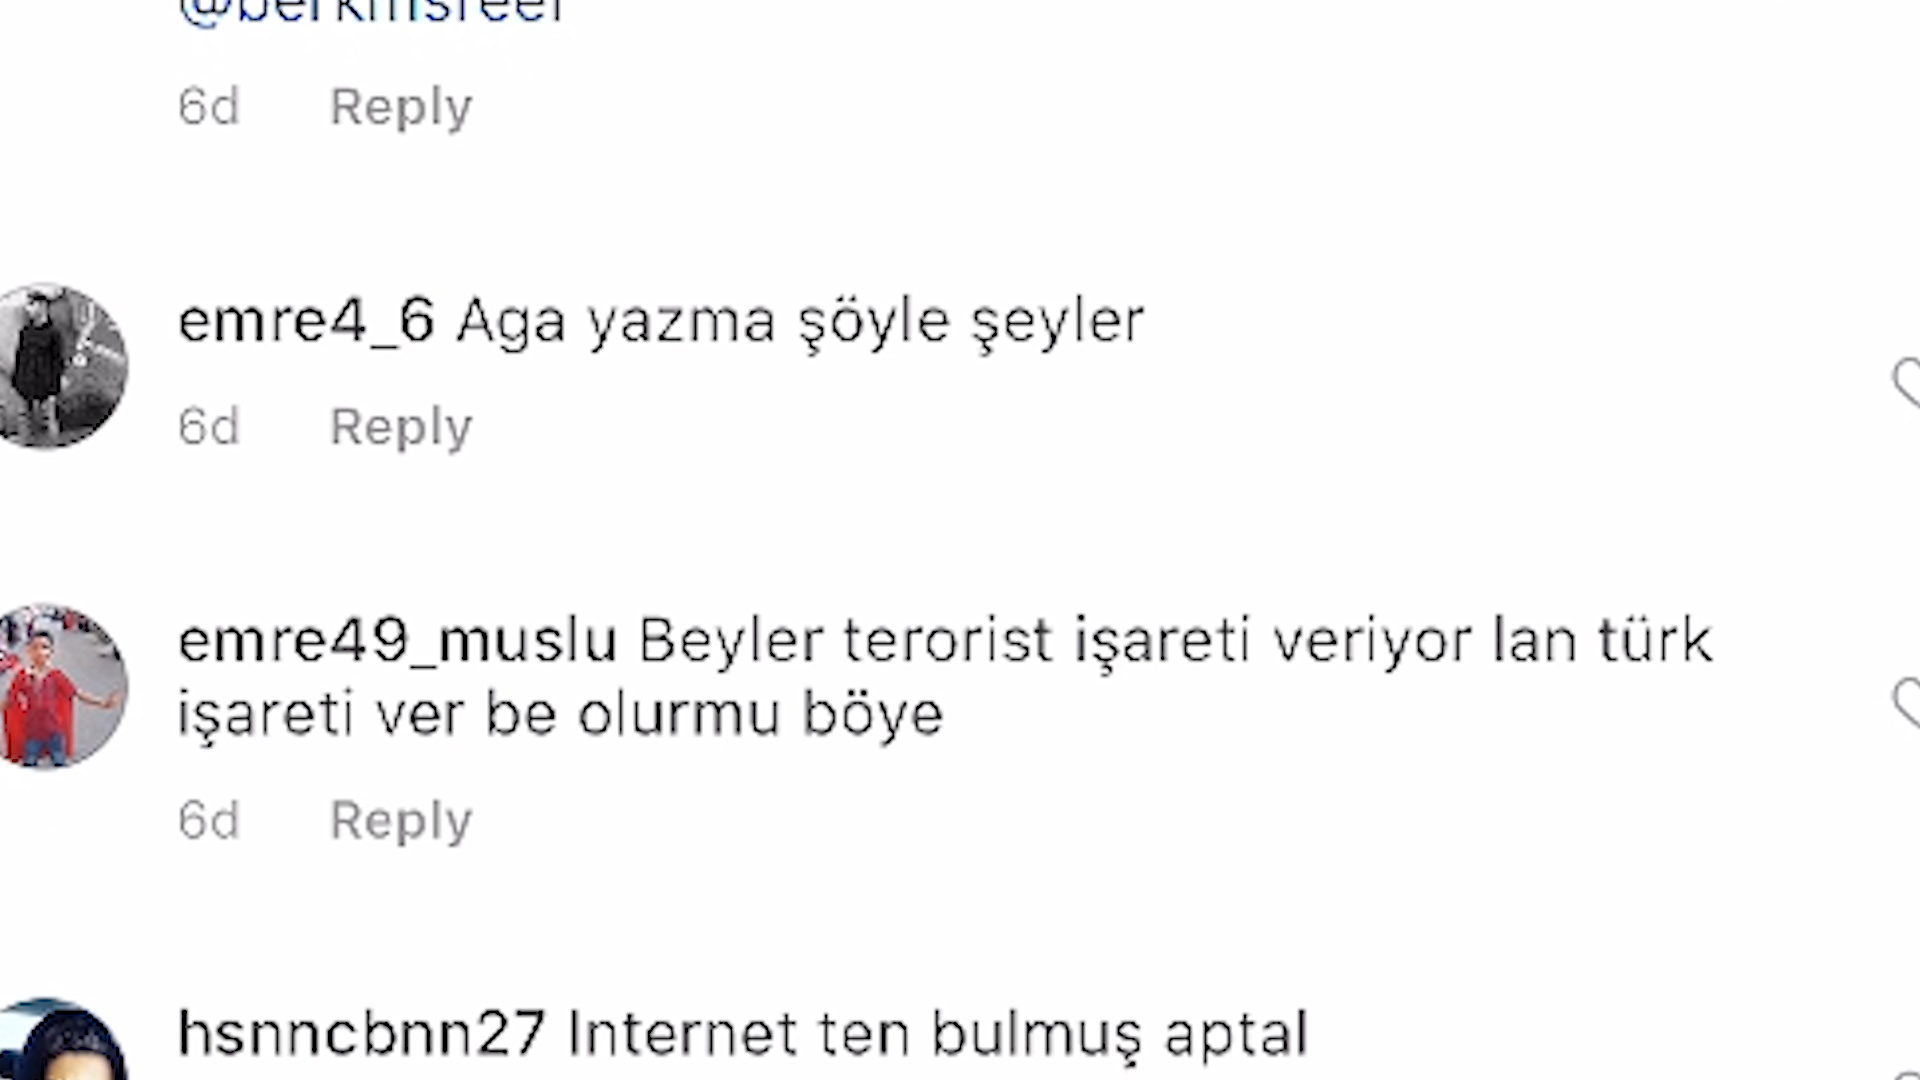 6d Reply
emre4_6 Aga yazma şöyle şeyler
6d Reply
emre49_muslu Beyler terorist işareti veriyor lan türk
işareti ver be olurmu böye
6d Reply
hsnncbnn27 Internet ten bulmuş aptal